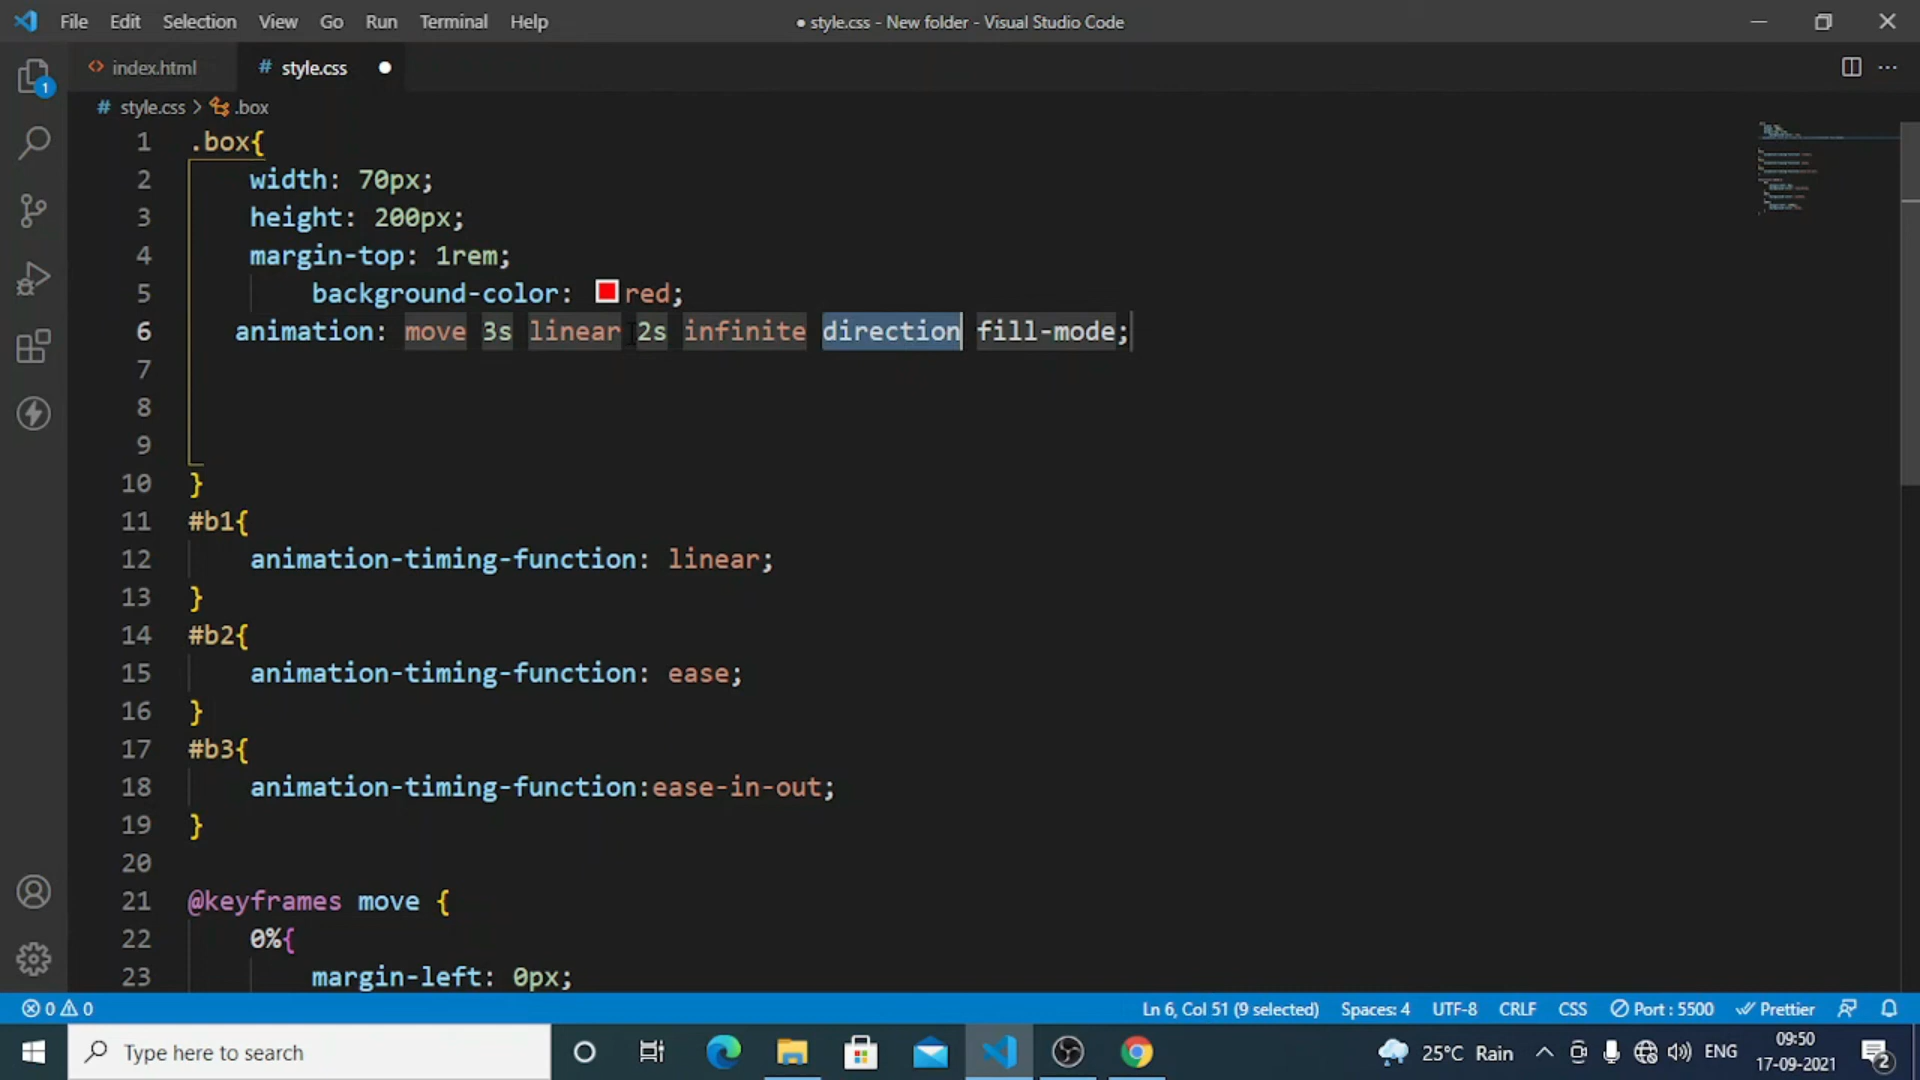 File Edit Selection View Go Run Terminal Help ● style.css - New folder - Visual Studio Code
index.html # style.css
# style.css > .box
1 .box{
2 width: 70px;
3 height: 200px;
4 margin-top: 1rem;
5 background-color: red;
6 animation: move 3s linear 2s infinite direction fill-mode;
7
8
9
10 }
11 #b1{
12 animation-timing-function: linear;
13 }
14 #b2{
15 animation-timing-function: ease;
16 }
17 #b3{
18 animation-timing-function:ease-in-out;
19 }
20
21 @keyframes move {
22 0%{
23 margin-left: 0px;
1
0 0 Ln 6, Col 51 (9 selected) Spaces: 4 UTF-8 CRLF CSS Port : 5500 Prettier
Type here to search 25°C Rain ENG 09:50
17-09-2021 2